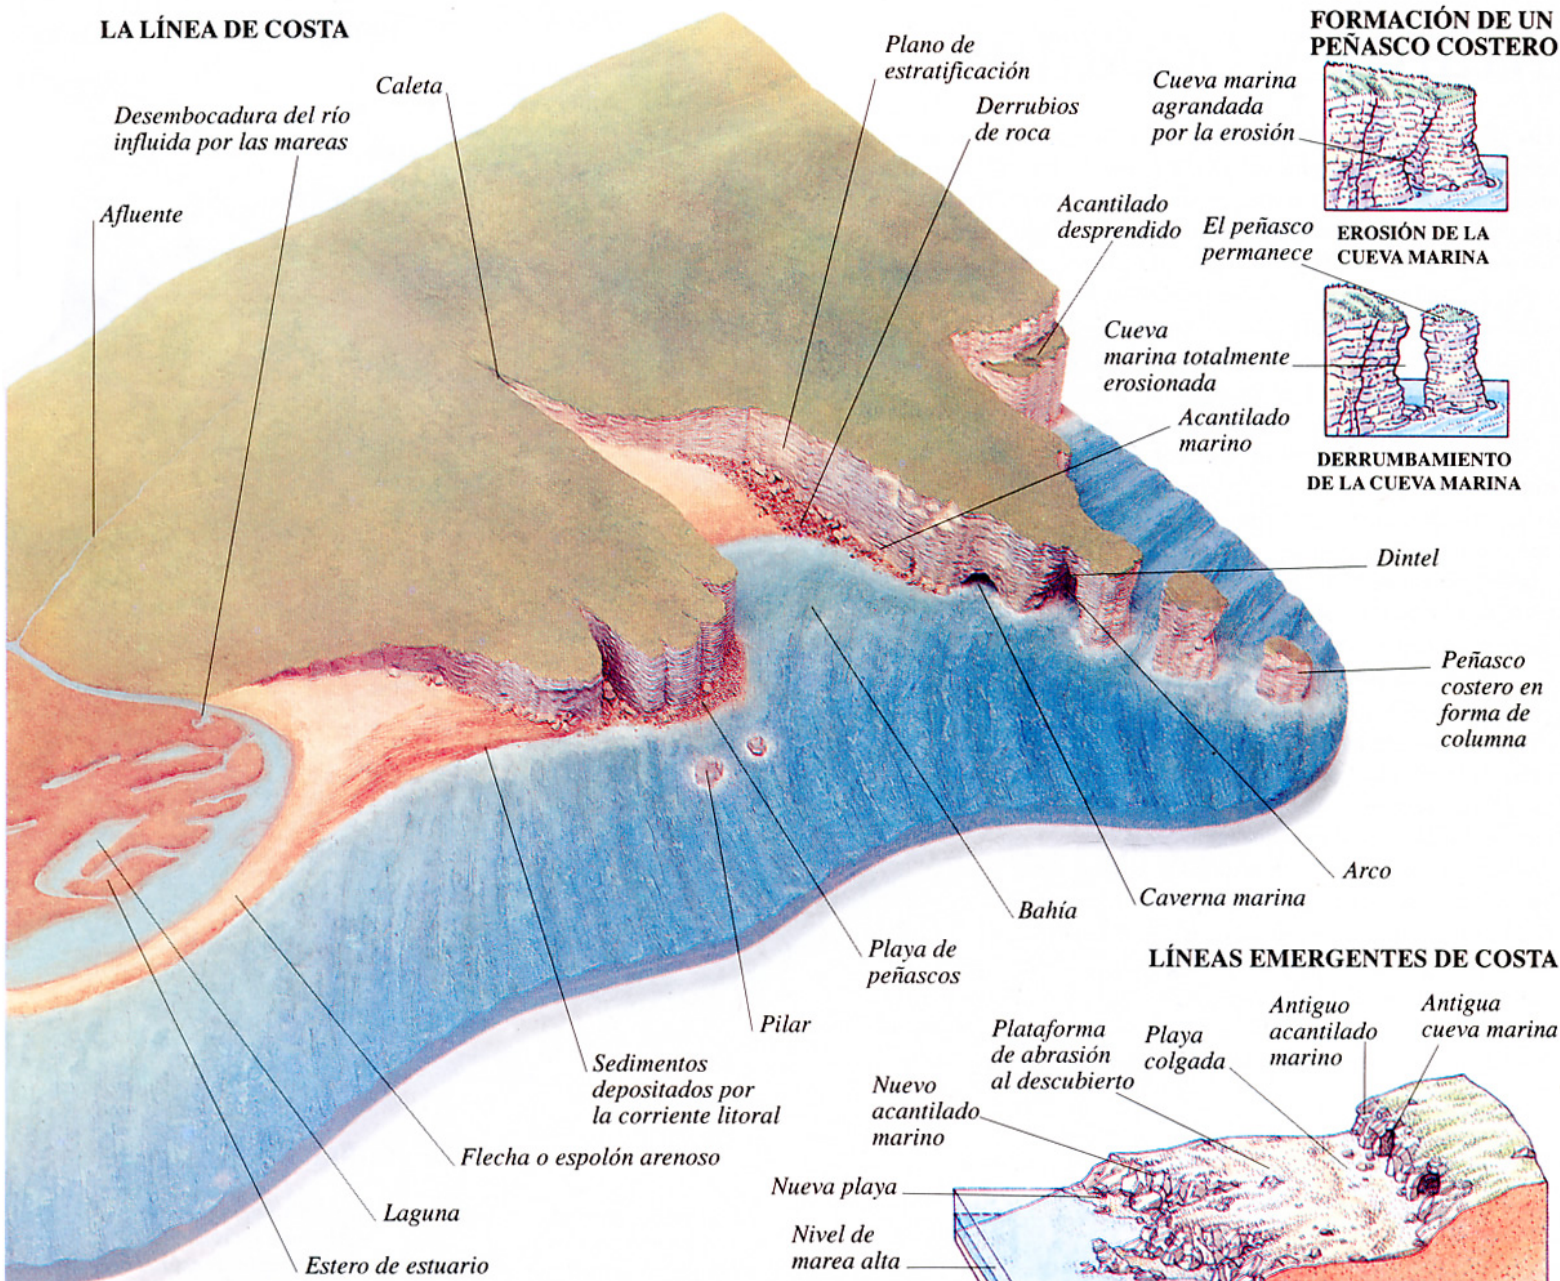 LA LÍNEA DE COSTA
Caleta
Desembocadura del río
influida por las mareas
Afluente
Plano de
estratificación
Derrubios
de roca
Acantilado
desprendido
Acantilado
marino
Dintel
Peñasco
costero en
forma de
columna
Arco
Caverna marina
Bahía
Playa de
peñascos
Pilar
Sedimentos
depositados por
la corriente litoral
Flecha o espolón arenoso
Laguna
Estero de estuario
FORMACIÓN DE UN
PEÑASCO COSTERO
Cueva marina
agrandada
por la erosión
EROSIÓN DE LA
CUEVA MARINA
El peñasco
permanece
Cueva
marina totalmente
erosionada
DERRUMBAMIENTO
DE LA CUEVA MARINA
LÍNEAS EMERGENTES DE COSTA
Antiguo
acantilado
marino
Antigua
cueva marina
Plataforma
de abrasión
al descubierto
Playa
colgada
Nuevo
acantilado
marino
Nueva playa
Nivel de
marea alta